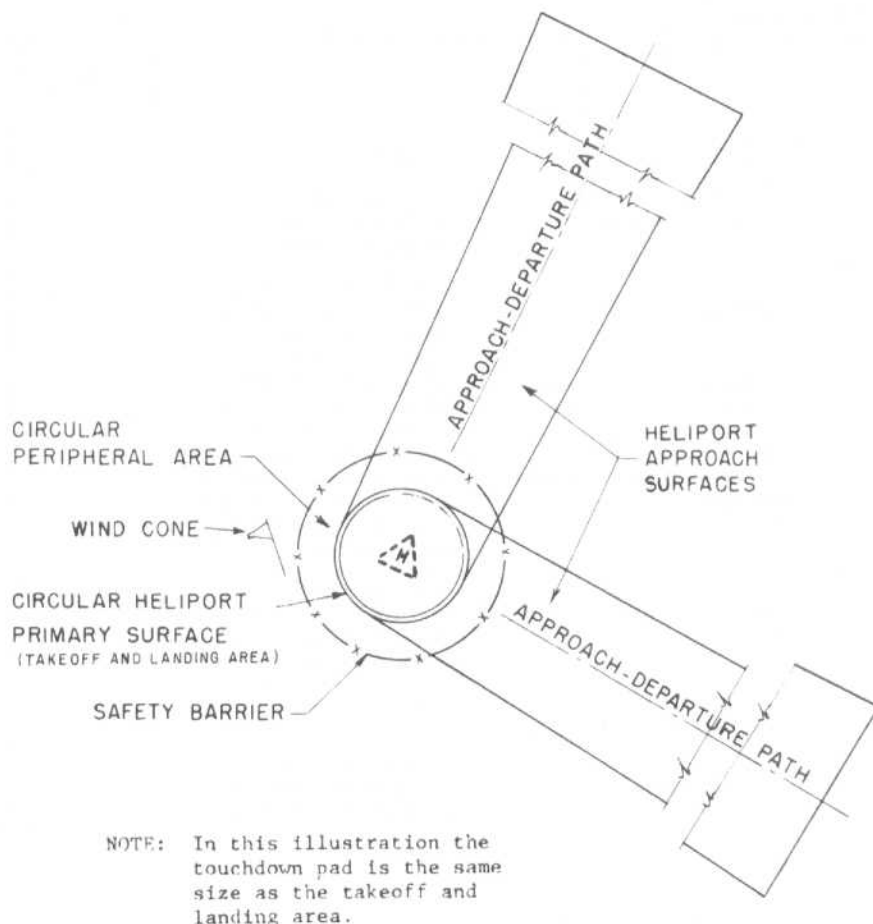 APPROACH-DEPARTURE PATH
CIRCULAR
PERIPHERAL AREA
HELIPORT
APPROACH
SURFACES
WIND CONE
H
CIRCULAR HELIPORT
PRIMARY SURFACE
(TAKEOFF AND LANDING AREA)
APPROACH-DEPARTURE PATH
SAFETY BARRIER
NOTE: In this illustration the
touchdown pad is the same
size as the takeoff and
landing area.